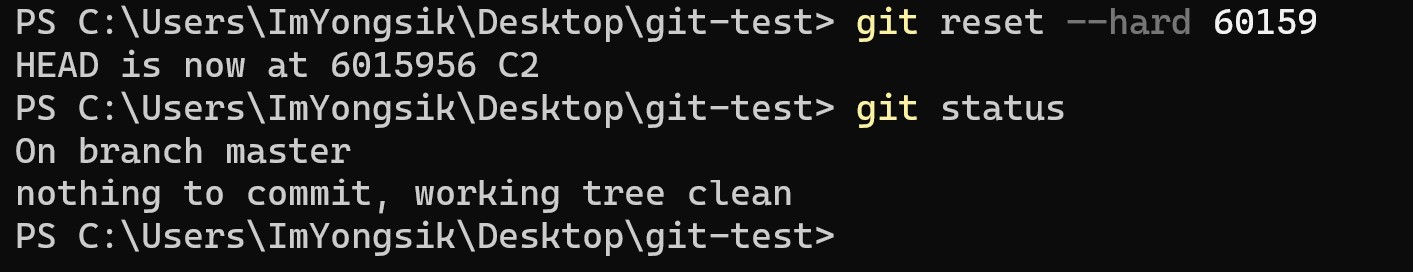 PS C:\Users\ImYongsik\Desktop\git-test> git reset --hard 60159
HEAD is now at 6015956 C2
PS C:\Users\ImYongsik\Desktop\git-test> git status
On branch master
nothing to commit, working tree clean
PS C:\Users\ImYongsik\Desktop\git-test>